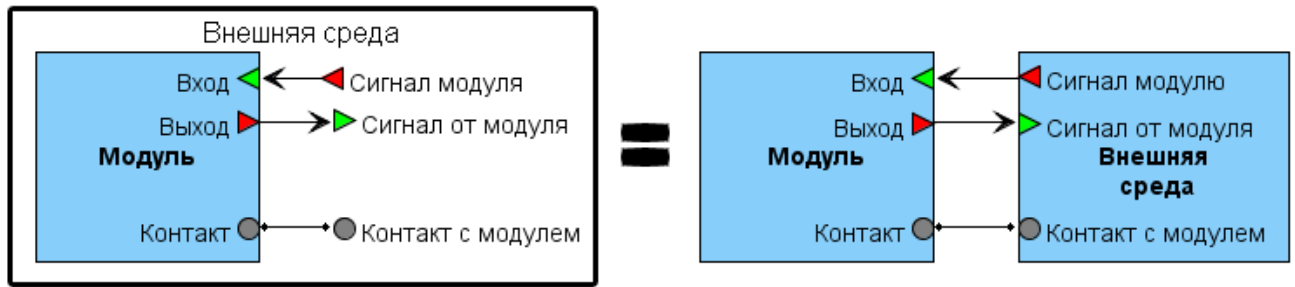 Внешняя среда
Вход
Сигнал модуля
Выход
Сигнал от модуля
Модуль
Контакт
Контакт с модулем
Вход
Сигнал модулю
Выход
Сигнал от модуля
Модуль
Внешняя
среда
Контакт
Контакт с модулем